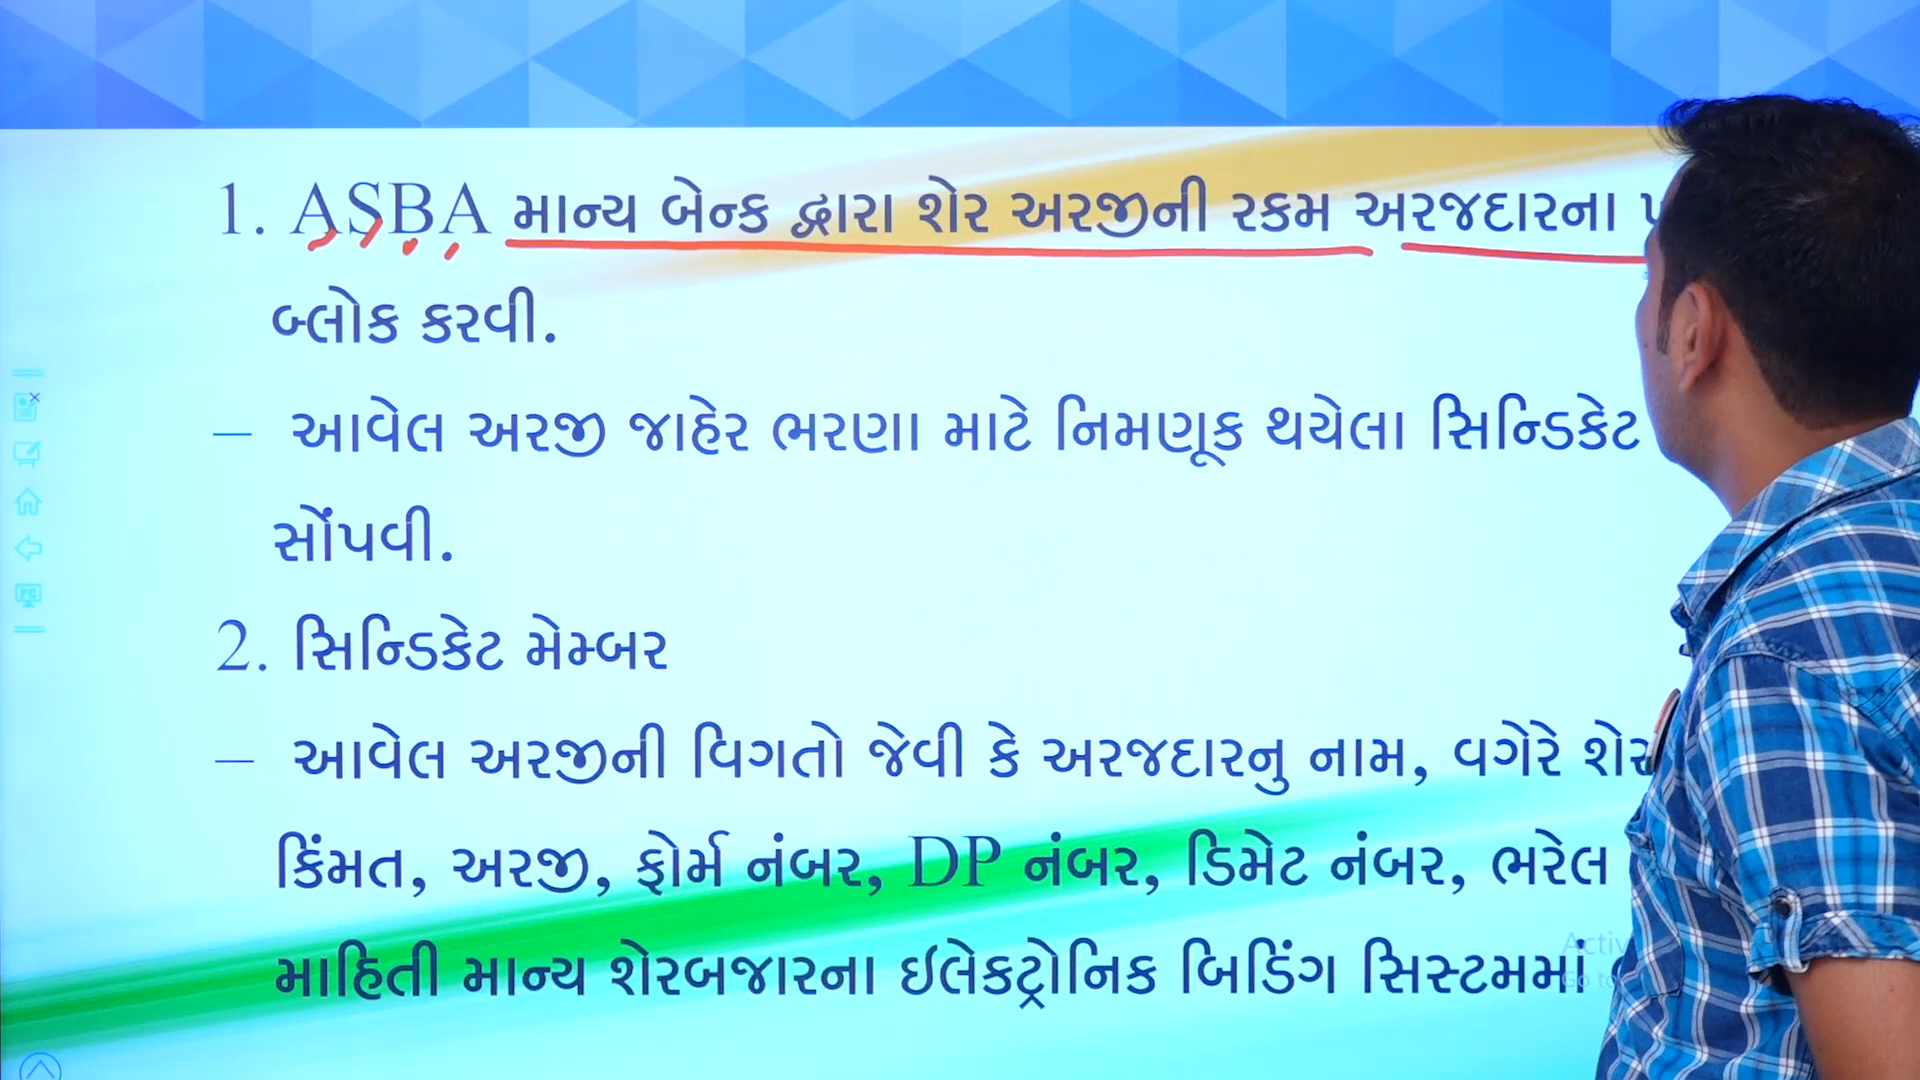 1. ASBA માન્ય બેન્ક દ્વારા શેર અરજીની રકમ અરજદારના
બ્લોક કરવી.
– આવેલ અરજી જાહેર ભરણા માટે નિમણૂક થયેલા સિન્ડિકેટ
સોંપવી.
2. સિન્ડિકેટ મેમ્બર
– આવેલ અરજીની વિગતો જેવી કે અરજદારનુ નામ, વગેરે શેર
કિંમત, અરજી, ફોર્મ નંબર, DP નંબર, ડિમેટ નંબર, ભરેલ
માહિતી માન્ય શેરબજારના ઈલેકટ્રોનિક બિડિંગ સિસ્ટમમાં